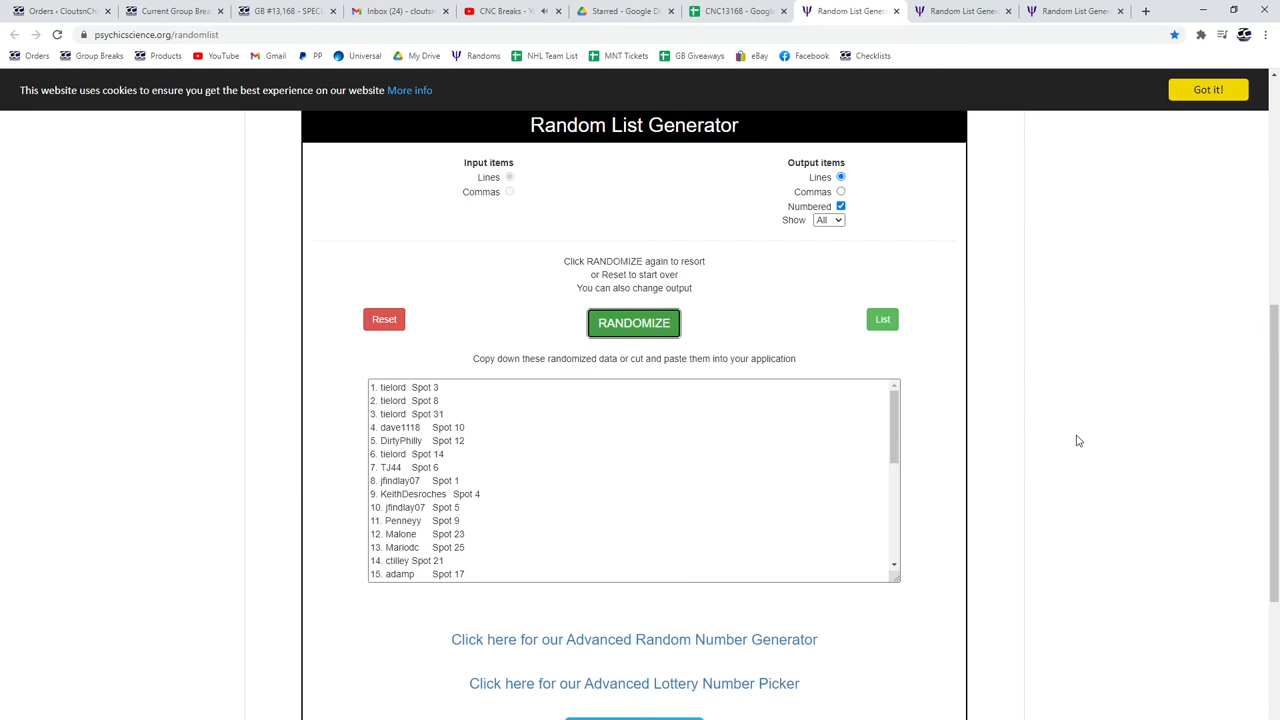 Orders - CloutsnCh
Current Group Brea
GB #13,168 - SPECI
Inbox (24) - cloutsn
CNC Breaks - Y
Starred - Google D
CNC13168 - Goog
Random List Gener
Random List Gener
Random List Gener
psychicscience.org/randomlist
Orders
Group Breaks
Products
YouTube
Gmail
PP
Universal
My Drive
Randoms
NHL Team List
MNT Tickets
GB Giveaways
eBay
Facebook
Checklists
This website uses cookies to ensure you get the best experience on our website More info
Got it!
Random List Generator
Input items
Lines
Commas
Output items
Lines
Commas
Numbered
Show All
Click RANDOMIZE again to resort
or Reset to start over
You can also change output
Reset
RANDOMIZE
List
Copy down these randomized data or cut and paste them into your application
1. tielord Spot 3
2. tielord Spot 8
3. tielord Spot 31
4. dave1118 Spot 10
5. DirtyPhilly Spot 12
6. tielord Spot 14
7. TJ44 Spot 6
8. jfindlay07 Spot 1
9. KeithDesroches Spot 4
10. jfindlay07 Spot 5
11. Penneyy Spot 9
12. Malone Spot 23
13. Mariodc Spot 25
14. ctilley Spot 21
15. adamp Spot 17
Click here for our Advanced Random Number Generator
Click here for our Advanced Lottery Number Picker